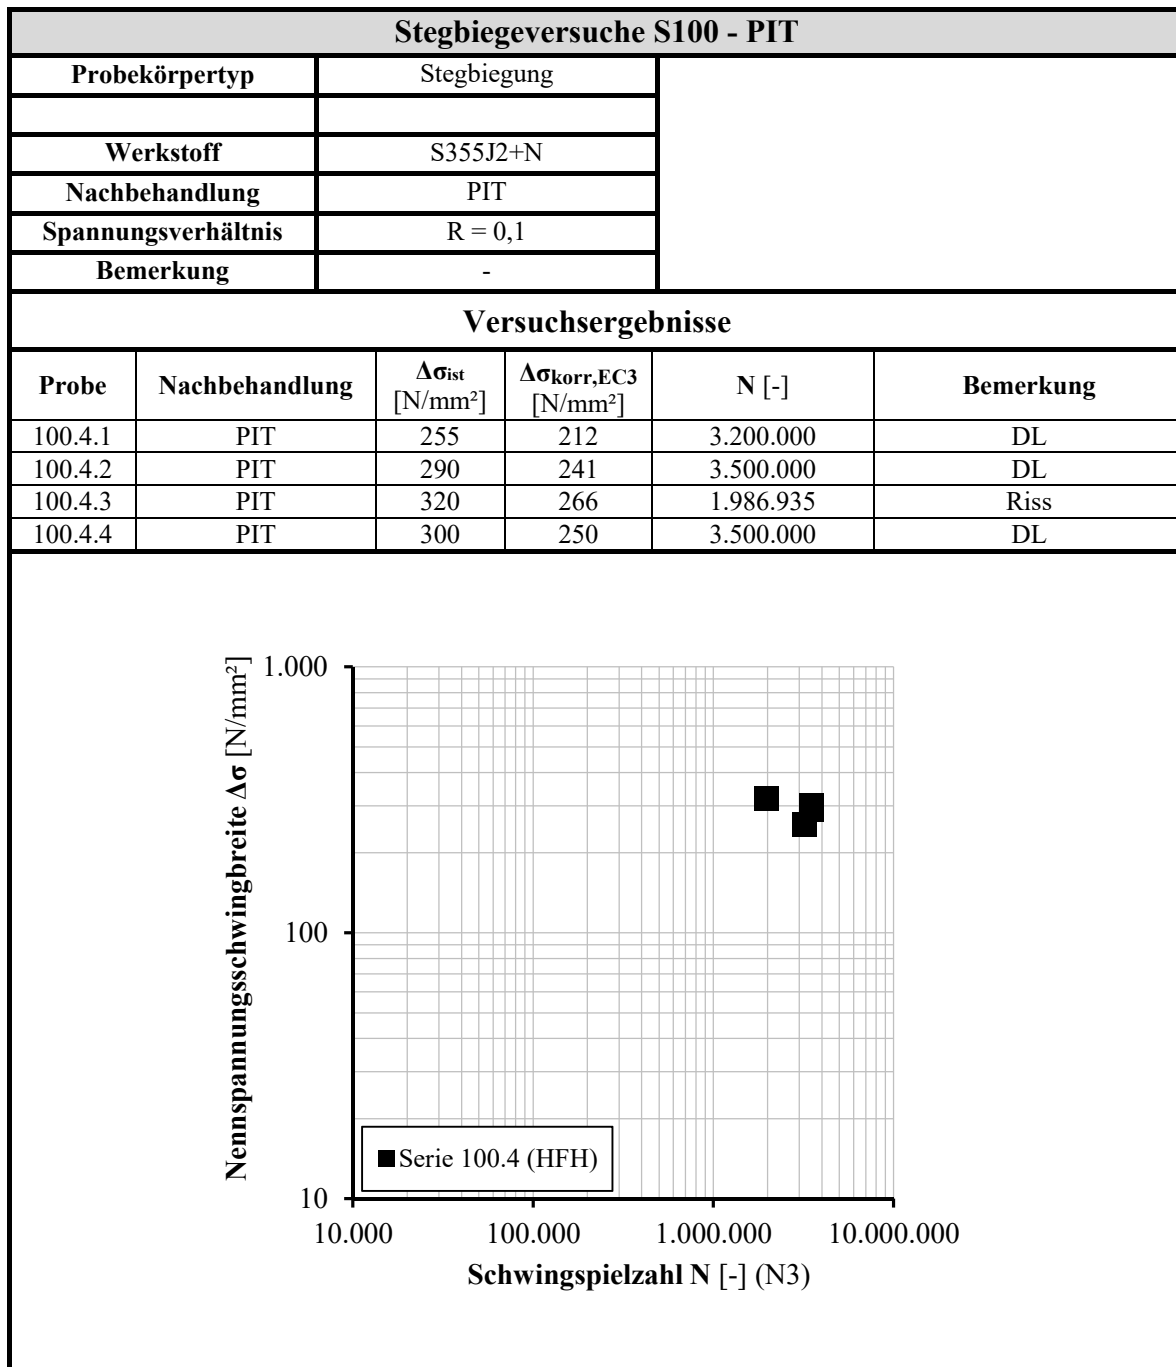 Stegbiegeversuche S100 - PIT
Probekörpertyp Stegbiegung
Werkstoff S355J2+N
Nachbehandlung PIT
Spannungsverhältnis R = 0,1
Bemerkung -
Versuchsergebnisse
Probe Nachbehandlung Δσist [N/mm²] Δσkorr,EC3 [N/mm²] N [-] Bemerkung
100.4.1 PIT 255 212 3.200.000 DL
100.4.2 PIT 290 241 3.500.000 DL
100.4.3 PIT 320 266 1.986.935 Riss
100.4.4 PIT 300 250 3.500.000 DL
Nennspannungsschwingbreite Δσ [N/mm²]
1.000
100
10
Serie 100.4 (HFH)
10.000 100.000 1.000.000 10.000.000
Schwingspielzahl N [-] (N3)